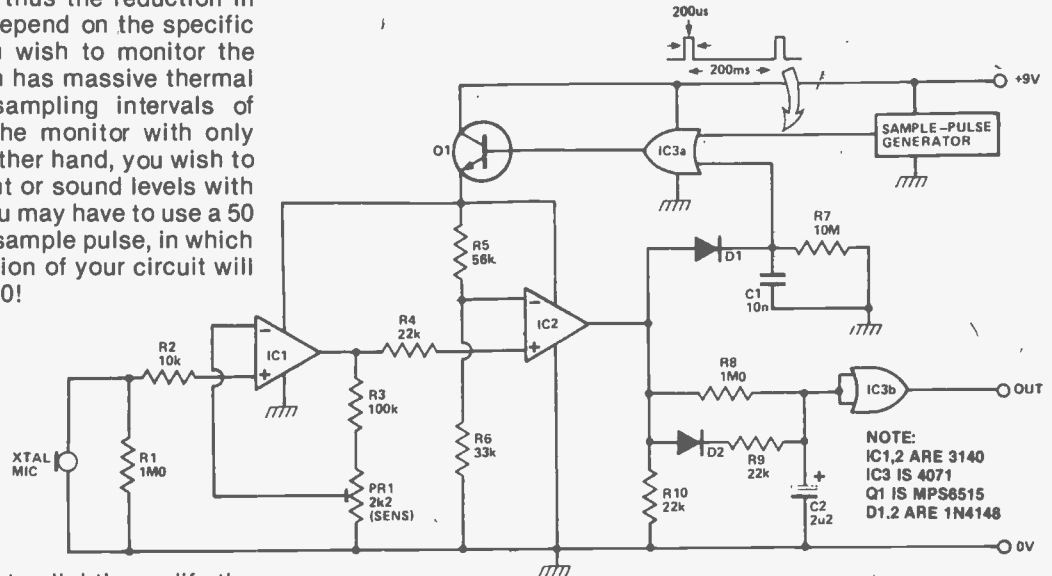 thus the reduction in
epend on the specific
wish to monitor the
has massive thermal
sampling intervals of
he monitor with only
ther hand, you wish to
t or sound levels with
u may have to use a 50
sample pulse, in which
ion of your circuit will
0!
200us
200ms
+9V
SAMPLE-PULSE
GENERATOR
IC3a
Q1
R7
10M
D1
C1
10n
R5
56k
IC2
R4
22k
R2
10k
IC1
R3
100k
R8
1M0
IC3b
OUT
XTAL
MIC
R1
1M0
PR1
2k2
(SENS)
R6
33k
D2
R9
22k
R10
22k
+
C2
2u2
NOTE:
IC1,2 ARE 3140
IC3 IS 4071
Q1 IS MPS6515
D1,2 ARE 1N4148
0V